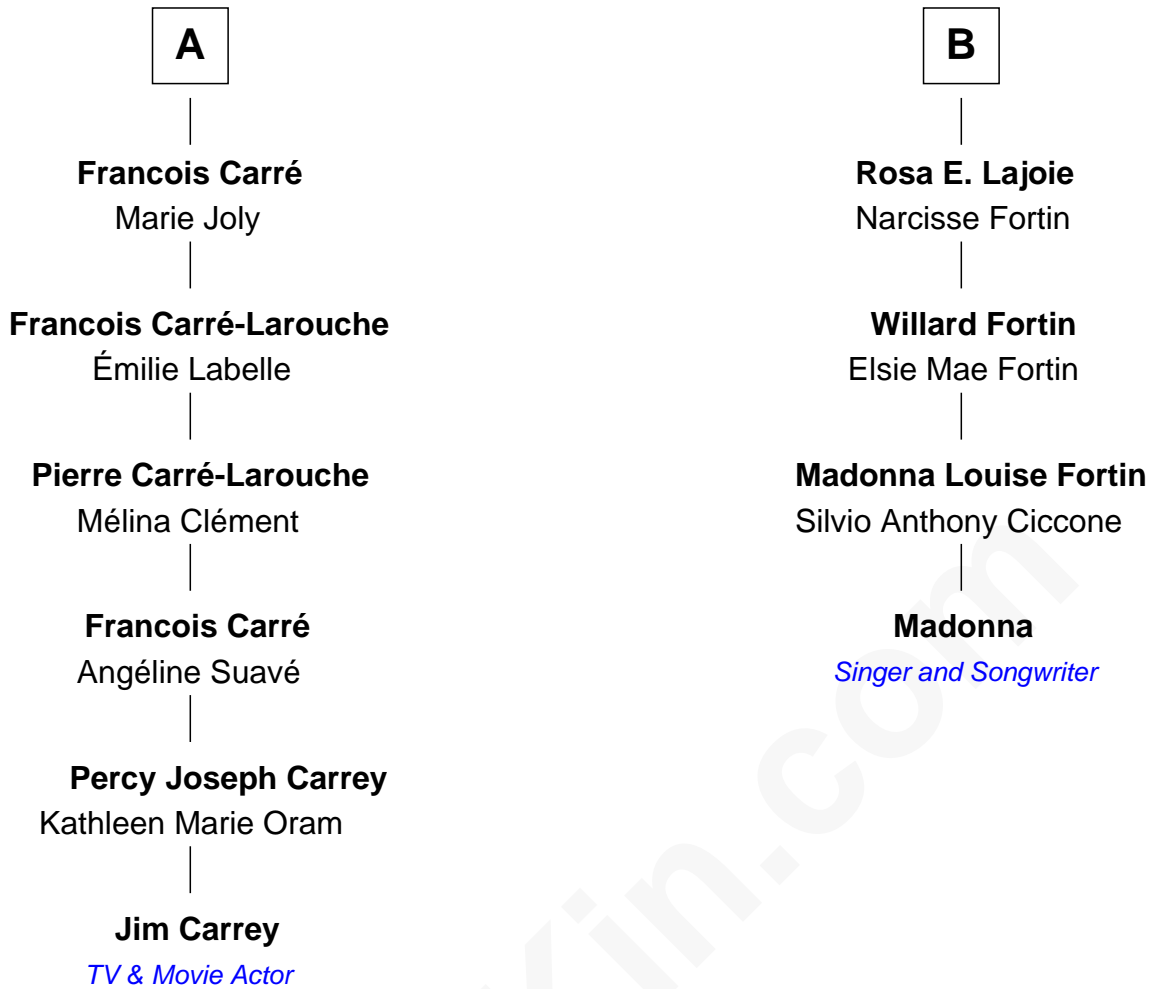 A
Francois Carré
Marie Joly
Francois Carré-Larouche
Émilie Labelle
Pierre Carré-Larouche
Mélina Clément
Francois Carré
Angéline Suavé
Percy Joseph Carrey
Kathleen Marie Oram
Jim Carrey
TV & Movie Actor
B
Rosa E. Lajoie
Narcisse Fortin
Willard Fortin
Elsie Mae Fortin
Madonna Louise Fortin
Silvio Anthony Ciccone
Madonna
Singer and Songwriter
Kin.com